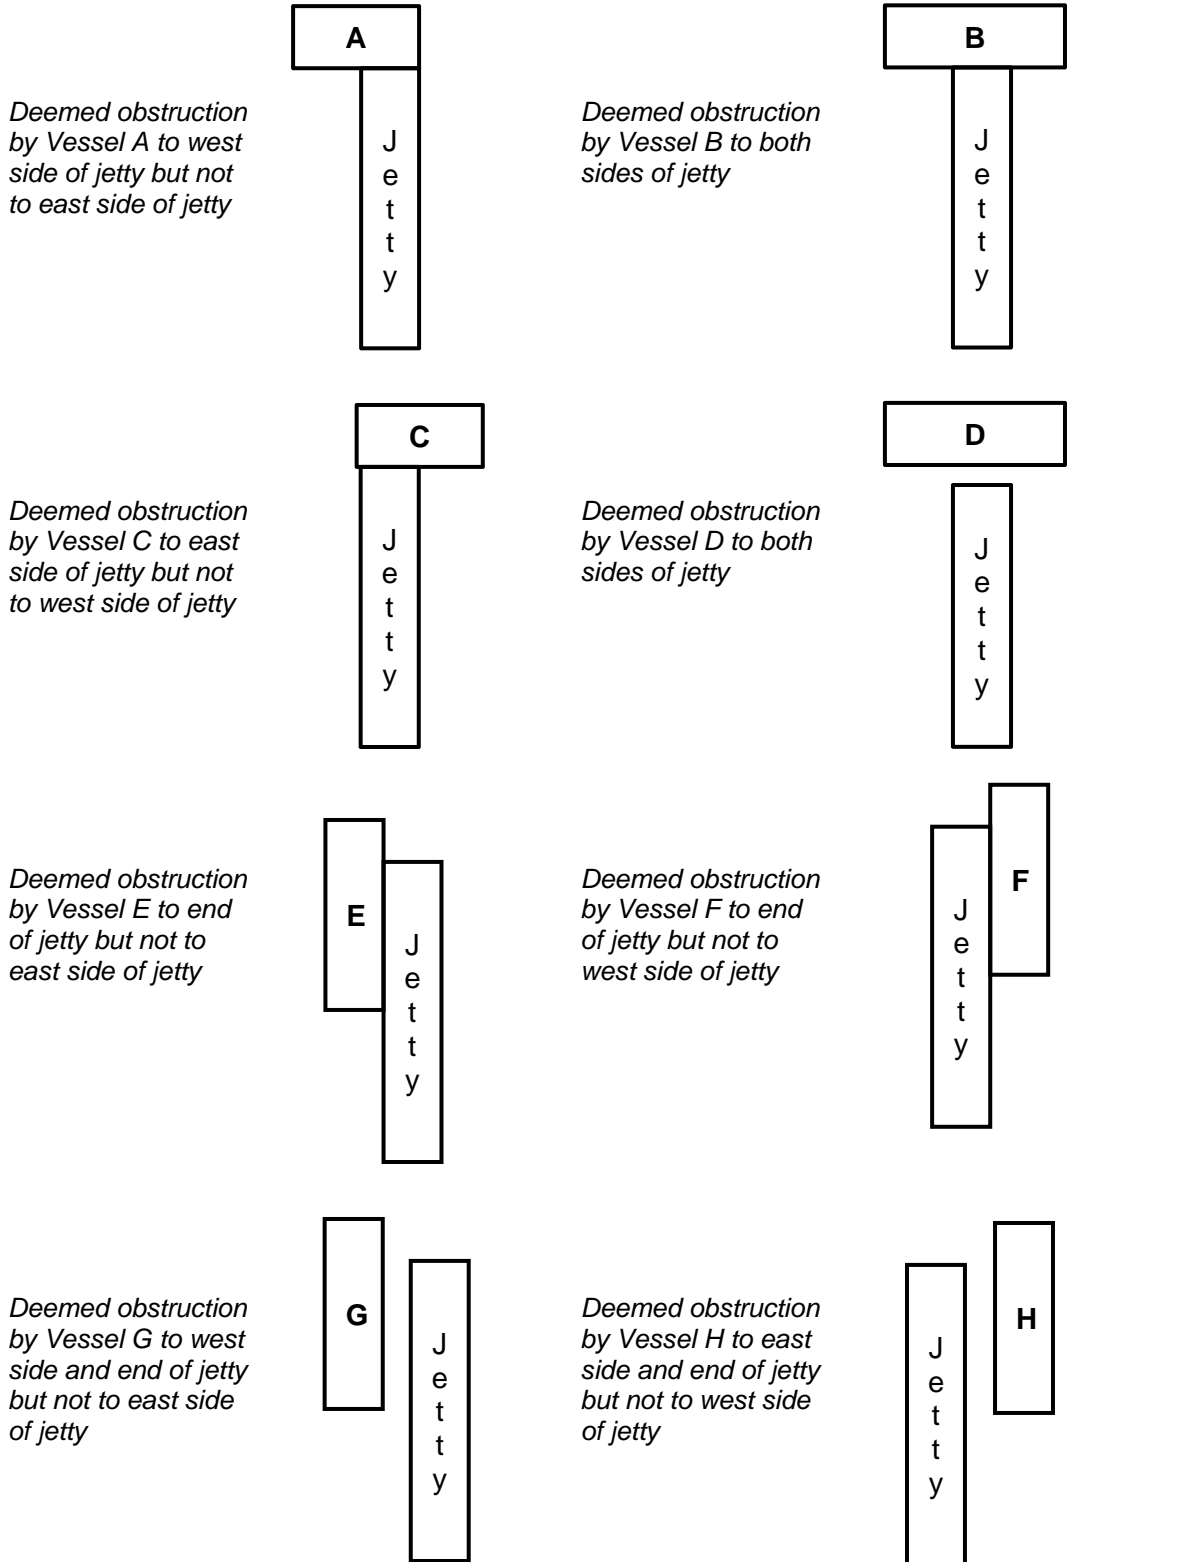 A
Deemed obstruction
by Vessel A to west
side of jetty but not
to east side of jetty
J
e
t
t
y
B
Deemed obstruction
by Vessel B to both
sides of jetty
J
e
t
t
y
C
Deemed obstruction
by Vessel C to east
side of jetty but not
to west side of jetty
J
e
t
t
y
D
Deemed obstruction
by Vessel D to both
sides of jetty
J
e
t
t
y
Deemed obstruction
by Vessel E to end
of jetty but not to
east side of jetty
E
J
e
t
t
y
Deemed obstruction
by Vessel F to end
of jetty but not to
west side of jetty
F
J
e
t
t
y
Deemed obstruction
by Vessel G to west
side and end of jetty
but not to east side
of jetty
G
J
e
t
t
y
Deemed obstruction
by Vessel H to east
side and end of jetty
but not to west side
of jetty
H
J
e
t
t
y